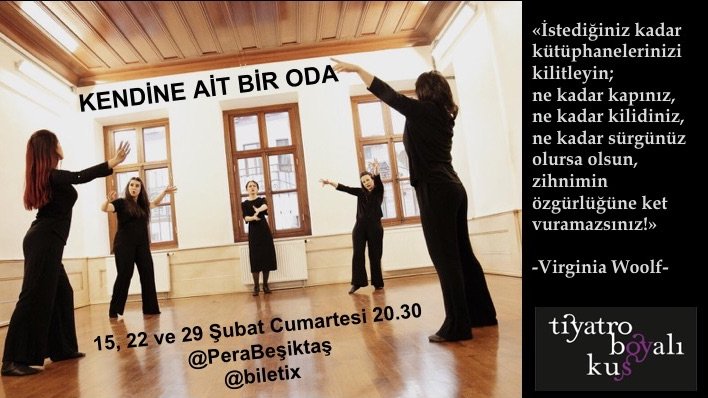 KENDİNE AİT BİR ODA
15, 22 ve 29 Şubat Cumartesi 20.30
@PeraBeşiktaş
@biletix
«İstediğiniz kadar
kütüphanelerinizi
kilitleyin;
ne kadar kapınız,
ne kadar kilidiniz,
ne kadar sürgünüz
olursa olsun,
zihnimin
özgürlüğüne ket
vuramazsınız!»
-Virginia Woolf-
tiyatro
boyalı
kuş